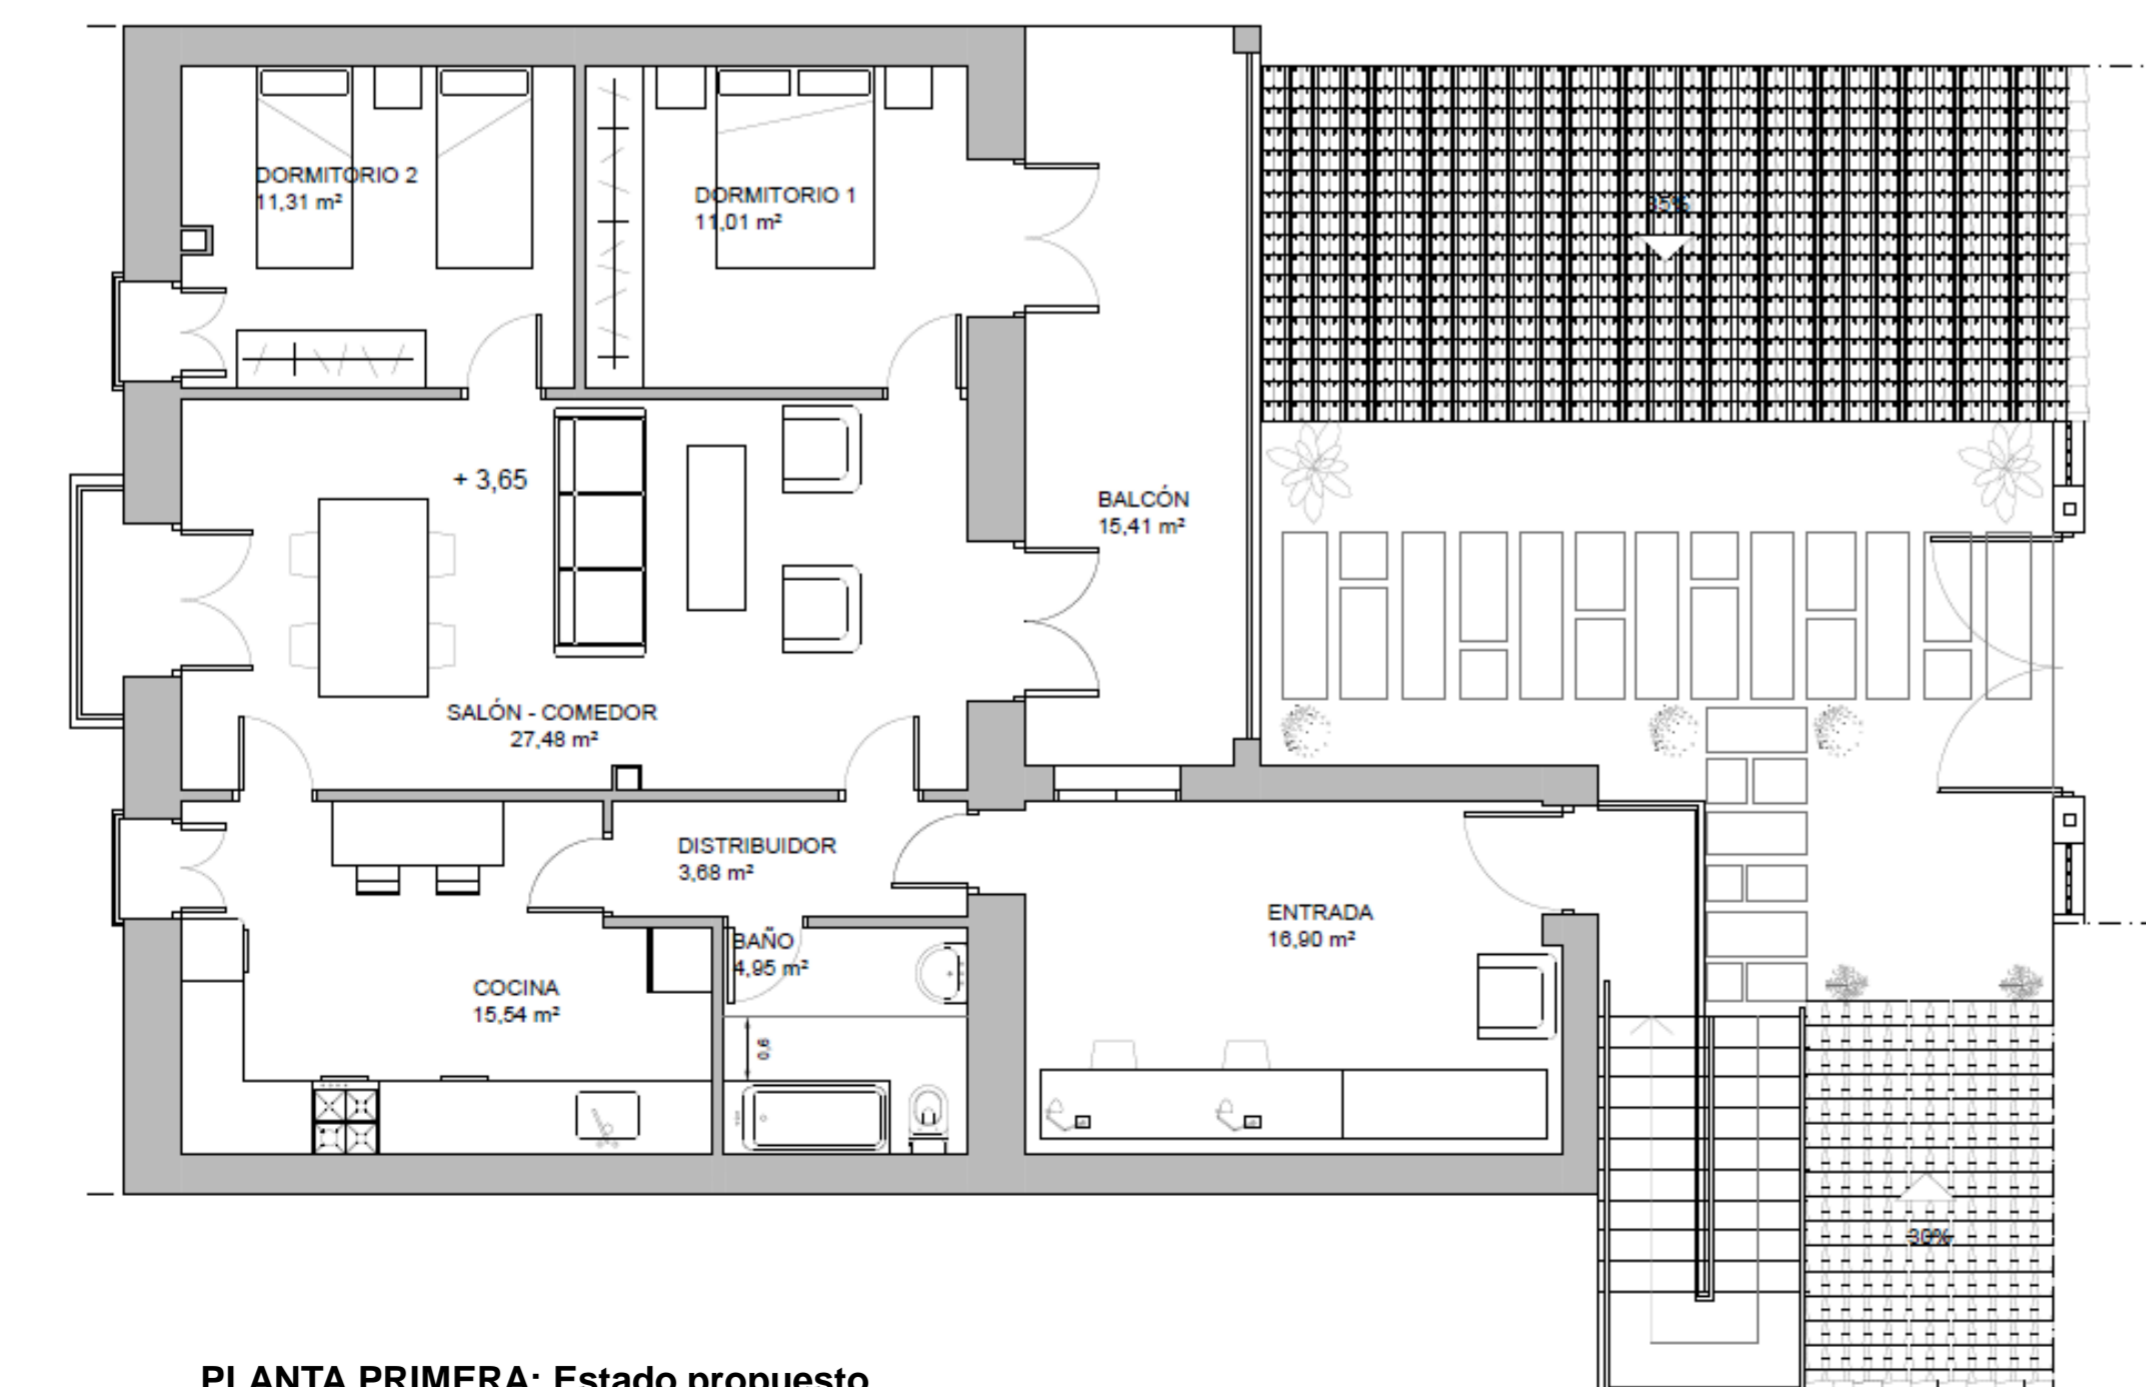 DORMITORIO 2
11,31 m²
DORMITORIO 1
11,01 m²
35%
+ 3,65
BALCÓN
15,41 m²
SALÓN - COMEDOR
27,48 m²
DISTRIBUIDOR
3,68 m²
ENTRADA
16,90 m²
BAÑO
4,95 m²
COCINA
15,54 m²
0,6
30%
PLANTA PRIMERA: Estado propuesto